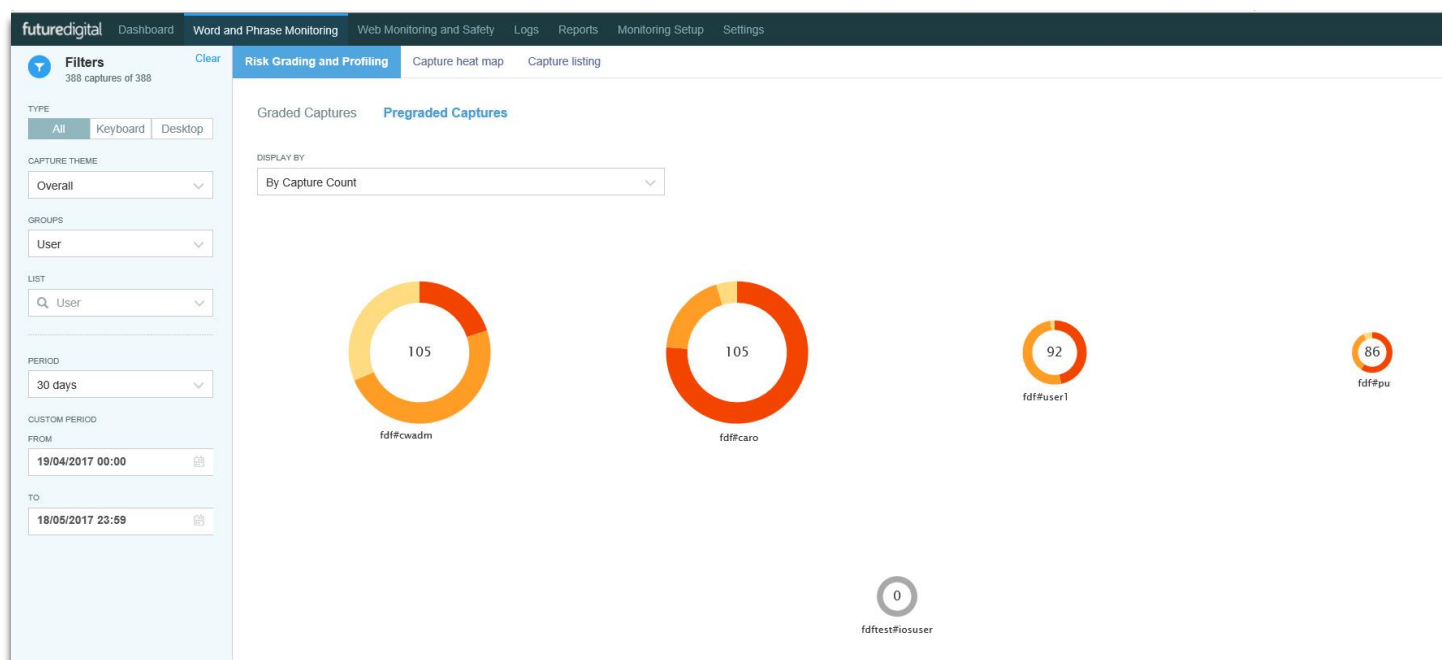 futuredigital Dashboard Word and Phrase Monitoring Web Monitoring and Safety Logs Reports Monitoring Setup Settings
Filters Clear
388 captures of 388
Risk Grading and Profiling Capture heat map Capture listing
TYPE
All Keyboard Desktop
CAPTURE THEME
Overall
GROUPS
User
LIST
User
PERIOD
30 days
CUSTOM PERIOD
FROM
19/04/2017 00:00
TO
18/05/2017 23:59
Graded Captures Pregraded Captures
DISPLAY BY
By Capture Count
105
fdf#cwadm
105
fdf#caro
92
fdf#user1
86
fdf#pu
0
fdftest#iosuser